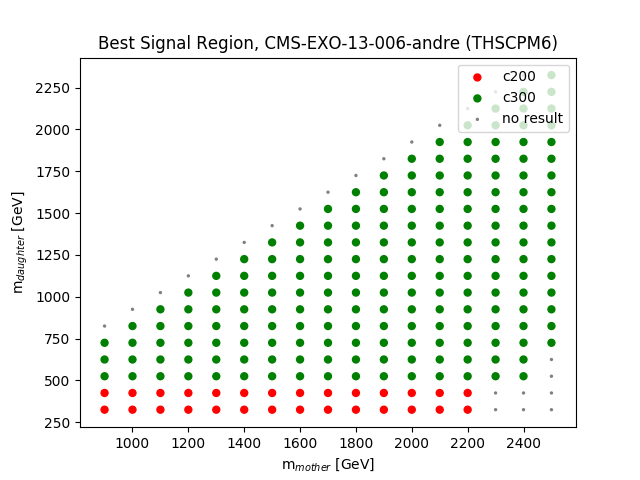 Best Signal Region, CMS-EXO-13-006-andre (THSCPM6)
c200
c300
no result
2250
2000
1750
1500
1250
1000
750
500
250
m_daughter [GeV]
1000
1200
1400
1600
1800
2000
2200
2400
m_mother [GeV]